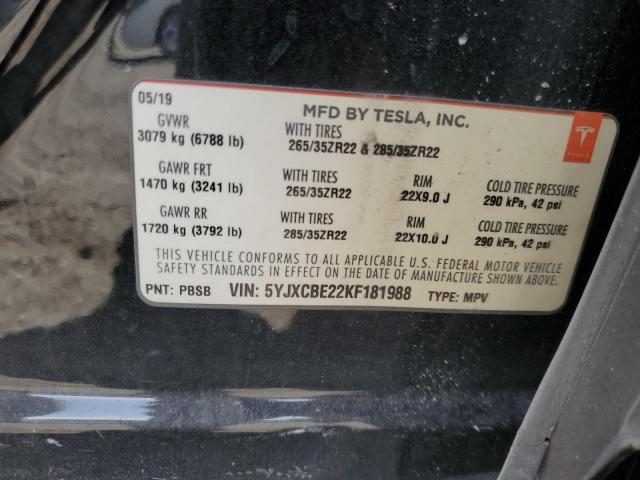 05/19
MFD BY TESLA, INC.
GVWR
3079 kg (6788 lb)
WITH TIRES
265/35ZR22 & 285/35ZR22
TESLA
GAWR FRT
1470 kg (3241 lb)
WITH TIRES
265/35ZR22
RIM
22X9.0 J
COLD TIRE PRESSURE
290 kPa, 42 psi
GAWR RR
1720 kg (3792 lb)
WITH TIRES
285/35ZR22
RIM
22X10.0 J
COLD TIRE PRESSURE
290 kPa, 42 psi
THIS VEHICLE CONFORMS TO ALL APPLICABLE U.S. FEDERAL MOTOR VEHICLE
SAFETY STANDARDS IN EFFECT ON THE DATE OF MANUFACTURE SHOWN ABOVE.
PNT: PBSB VIN: 5YJXCBE22KF181988 TYPE: MPV